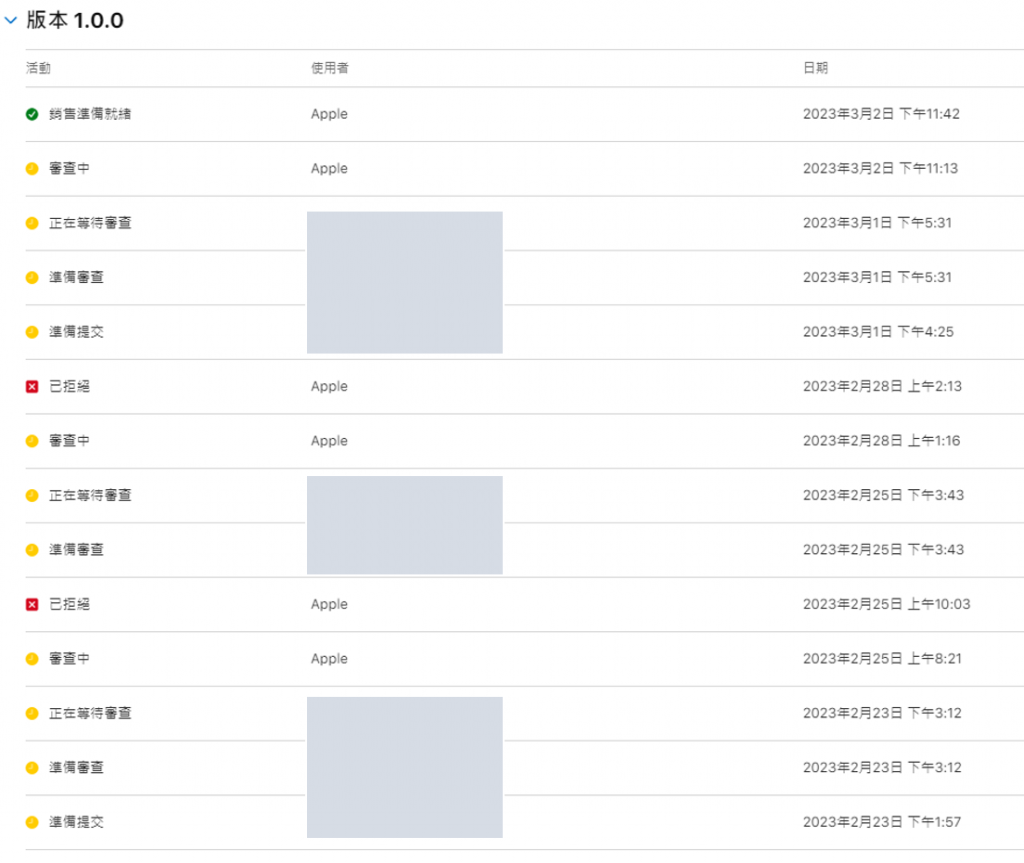 版本 1.0.0
活動 使用者 日期
銷售準備就緒 Apple 2023年3月2日 下午11:42
審查中 Apple 2023年3月2日 下午11:13
正在等待審查 2023年3月1日 下午5:31
準備審查 2023年3月1日 下午5:31
準備提交 2023年3月1日 下午4:25
已拒絕 Apple 2023年2月28日 上午2:13
審查中 Apple 2023年2月28日 上午1:16
正在等待審查 2023年2月25日 下午3:43
準備審查 2023年2月25日 下午3:43
已拒絕 Apple 2023年2月25日 上午10:03
審查中 Apple 2023年2月25日 上午8:21
正在等待審查 2023年2月23日 下午3:12
準備審查 2023年2月23日 下午3:12
準備提交 2023年2月23日 下午1:57